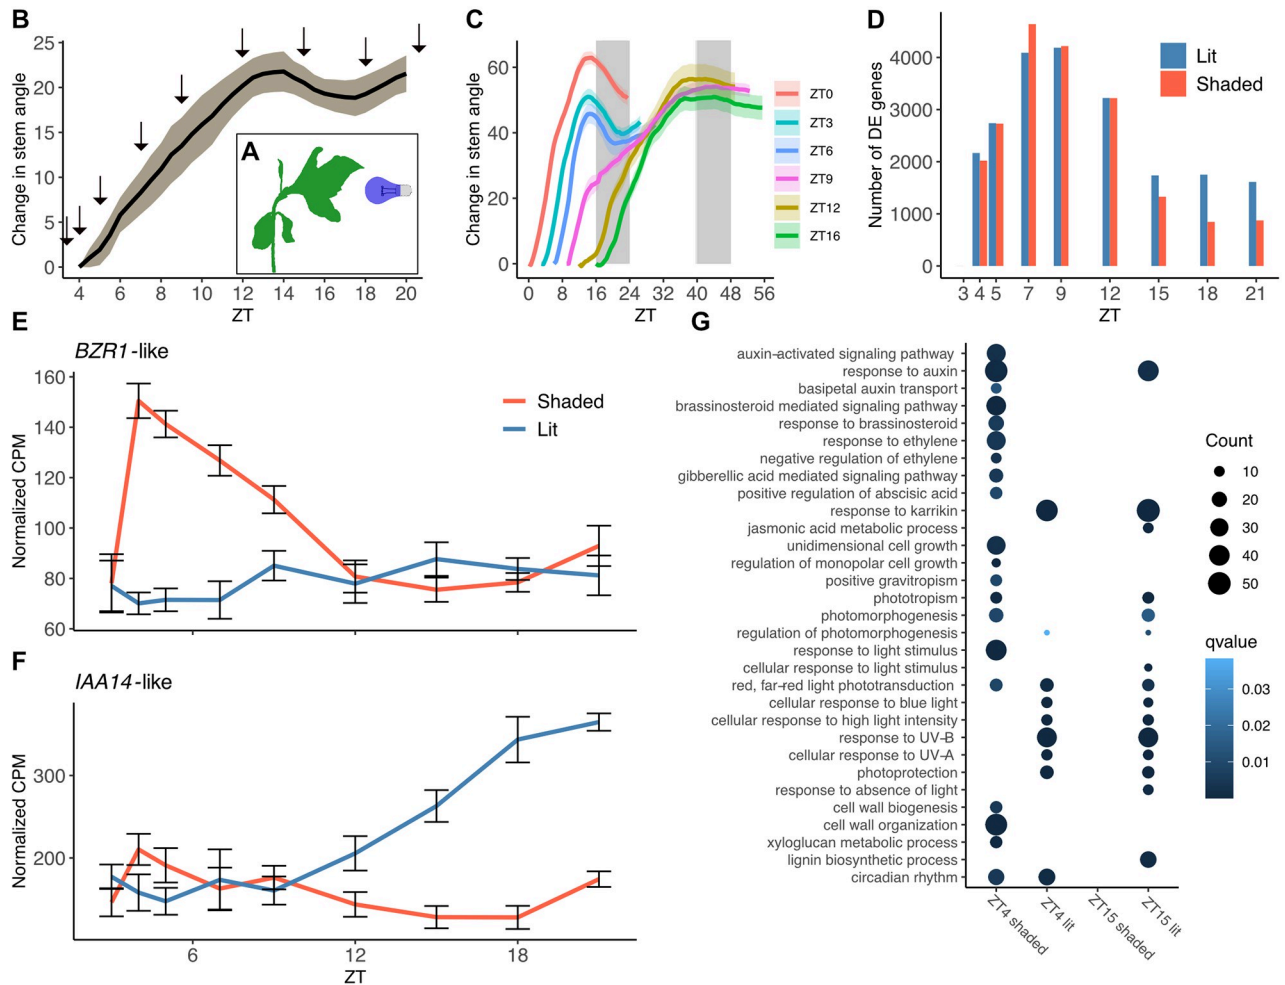 B
25
20
15
10
5
0
Change in stem angle
4 6 8 10 12 14 16 18 20
ZT
A
C
60
40
20
0
Change in stem angle
0 8 16 24 32 40 48 56
ZT
ZT0
ZT3
ZT6
ZT9
ZT12
ZT16
D
4000
3000
2000
1000
0
Number of DE genes
Lit
Shaded
3 4 5 7 9 12 15 18 21
ZT
E
BZR1-like
160
140
120
100
80
60
Normalized CPM
Shaded
Lit
F
IAA14-like
300
200
Normalized CPM
6 12 18
ZT
G
auxin-activated signaling pathway
response to auxin
basipetal auxin transport
brassinosteroid mediated signaling pathway
response to brassinosteroid
response to ethylene
negative regulation of ethylene
gibberellic acid mediated signaling pathway
positive regulation of abscisic acid
response to karrikin
jasmonic acid metabolic process
unidimensional cell growth
regulation of monopolar cell growth
positive gravitropism
phototropism
photomorphogenesis
regulation of photomorphogenesis
response to light stimulus
cellular response to light stimulus
red, far-red light phototransduction
cellular response to blue light
cellular response to high light intensity
response to UV-B
cellular response to UV-A
photoprotection
response to absence of light
cell wall biogenesis
cell wall organization
xyloglucan metabolic process
lignin biosynthetic process
circadian rhythm
ZT4 shaded
ZT4 lit
ZT15 shaded
ZT15 lit
Count
10
20
30
40
50
qvalue
0.03
0.02
0.01